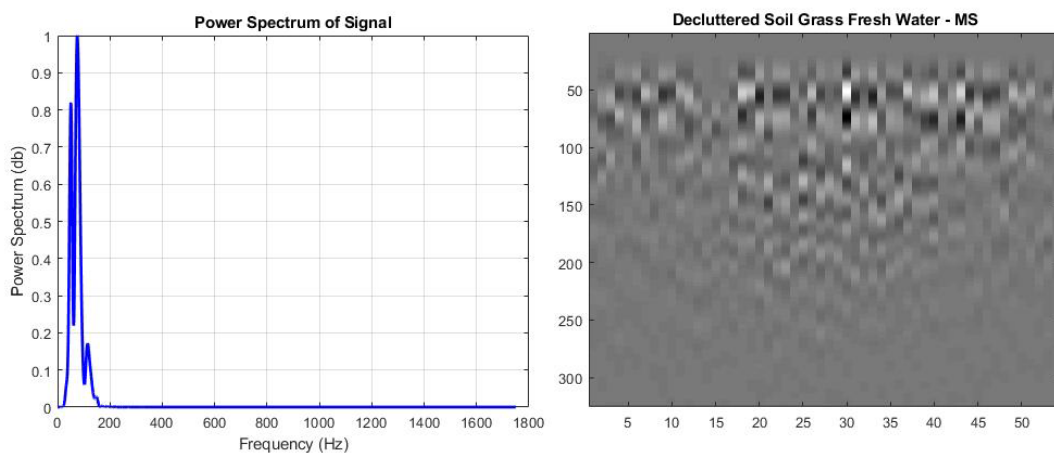 Power Spectrum of Signal
Power Spectrum (db)
1
0.9
0.8
0.7
0.6
0.5
0.4
0.3
0.2
0.1
0
0 200 400 600 800 1000 1200 1400 1600 1800
Frequency (Hz)
Decluttered Soil Grass Fresh Water - MS
50
100
150
200
250
300
5 10 15 20 25 30 35 40 45 50